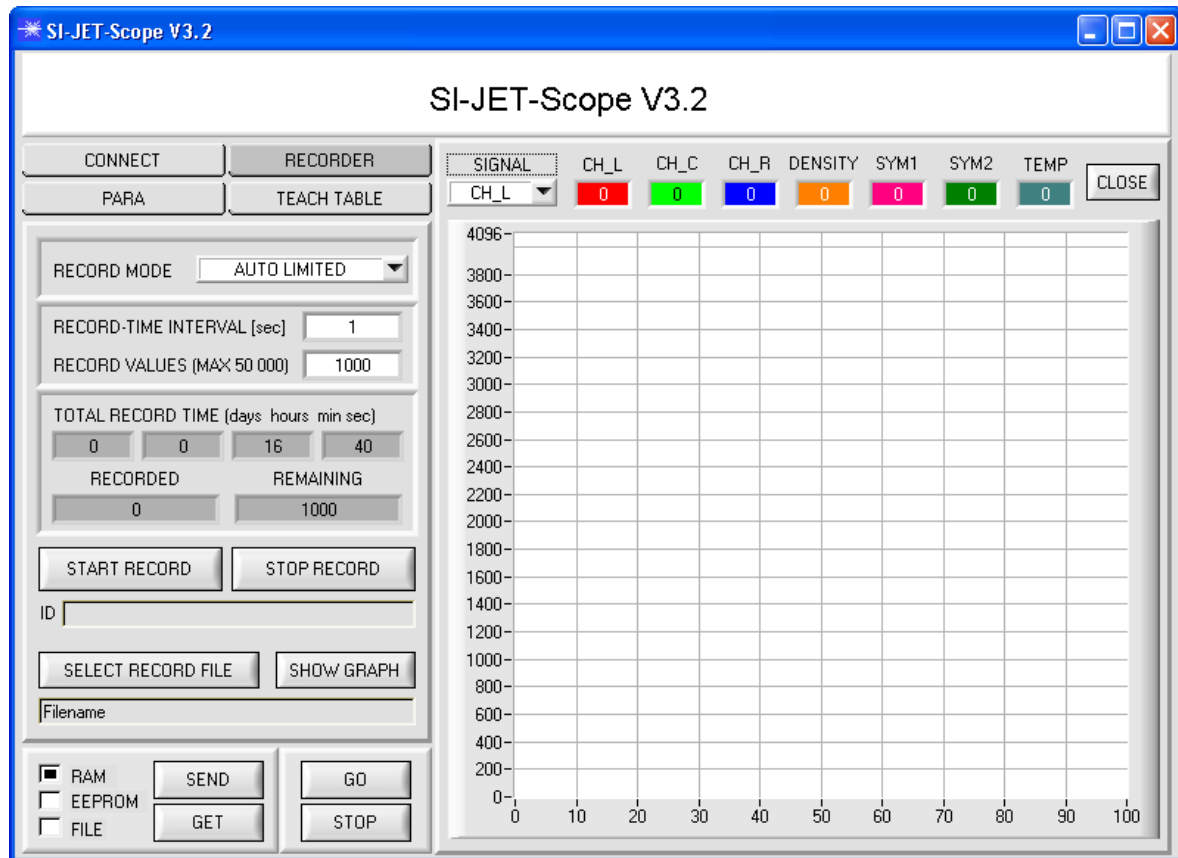 SI-JET-Scope V3.2
SI-JET-Scope V3.2
CONNECT
RECORDER
PARA
TEACH TABLE
RECORD MODE
AUTO LIMITED
RECORD-TIME INTERVAL [sec]
1
RECORD VALUES (MAX 50 000)
1000
TOTAL RECORD TIME (days hours min sec)
0 0 16 40
RECORDED REMAINING
0 1000
START RECORD
STOP RECORD
ID
SELECT RECORD FILE
SHOW GRAPH
Filename
RAM
EEPROM
FILE
SEND
GET
GO
STOP
SIGNAL CH_L CH_C CH_R DENSITY SYM1 SYM2 TEMP
CH_L 0 0 0 0 0 0 0
CLOSE
4096
3800
3600
3400
3200
3000
2800
2600
2400
2200
2000
1800
1600
1400
1200
1000
800
600
400
200
0
0 10 20 30 40 50 60 70 80 90 100